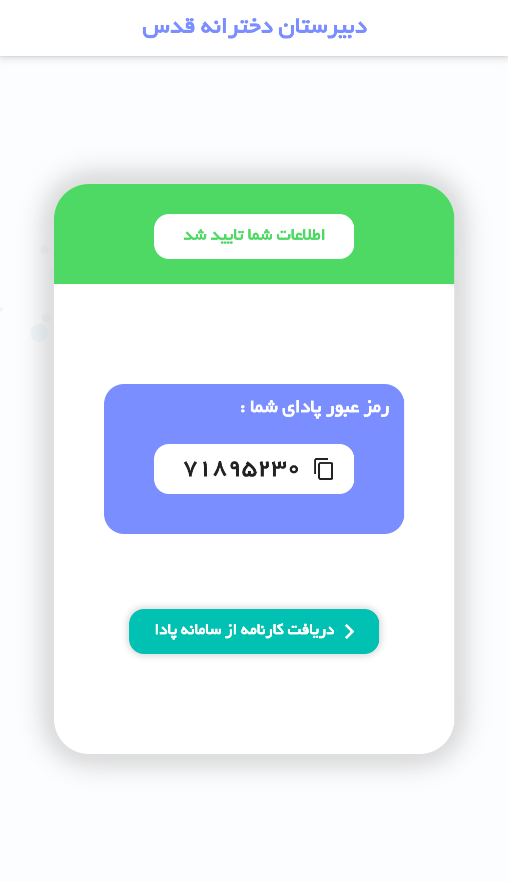 دبیرستان دخترانه قدس
اطلاعات شما تایید شد
رمز عبور پادای شما :
۷۱۸۹۵۲۳۰
دریافت کارنامه از سامانه پادا